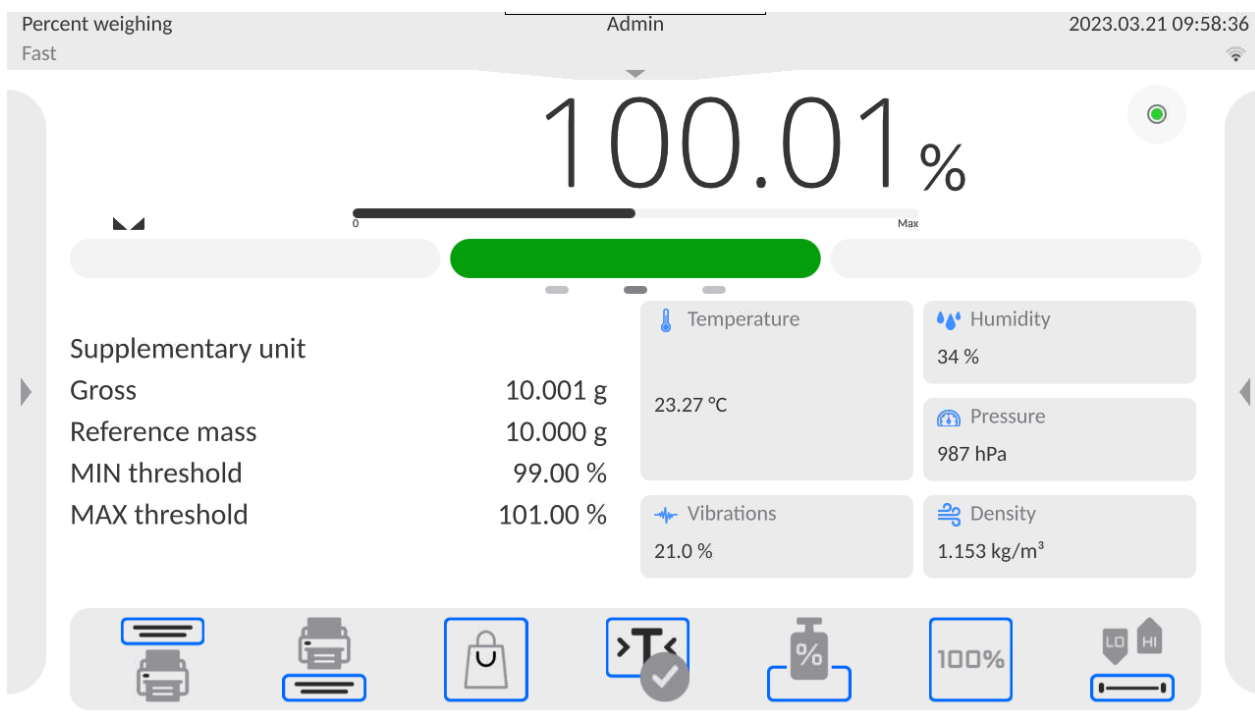 Percent weighing
Admin
2023.03.21 09:58:36
Fast
100.01 %
0
Max
Temperature
23.27 °C
Humidity
34 %
Supplementary unit
Gross 10.001 g
Reference mass 10.000 g
MIN threshold 99.00 %
MAX threshold 101.00 %
Pressure
987 hPa
Vibrations
21.0 %
Density
1.153 kg/m³
>T<
%
100%
LO HI